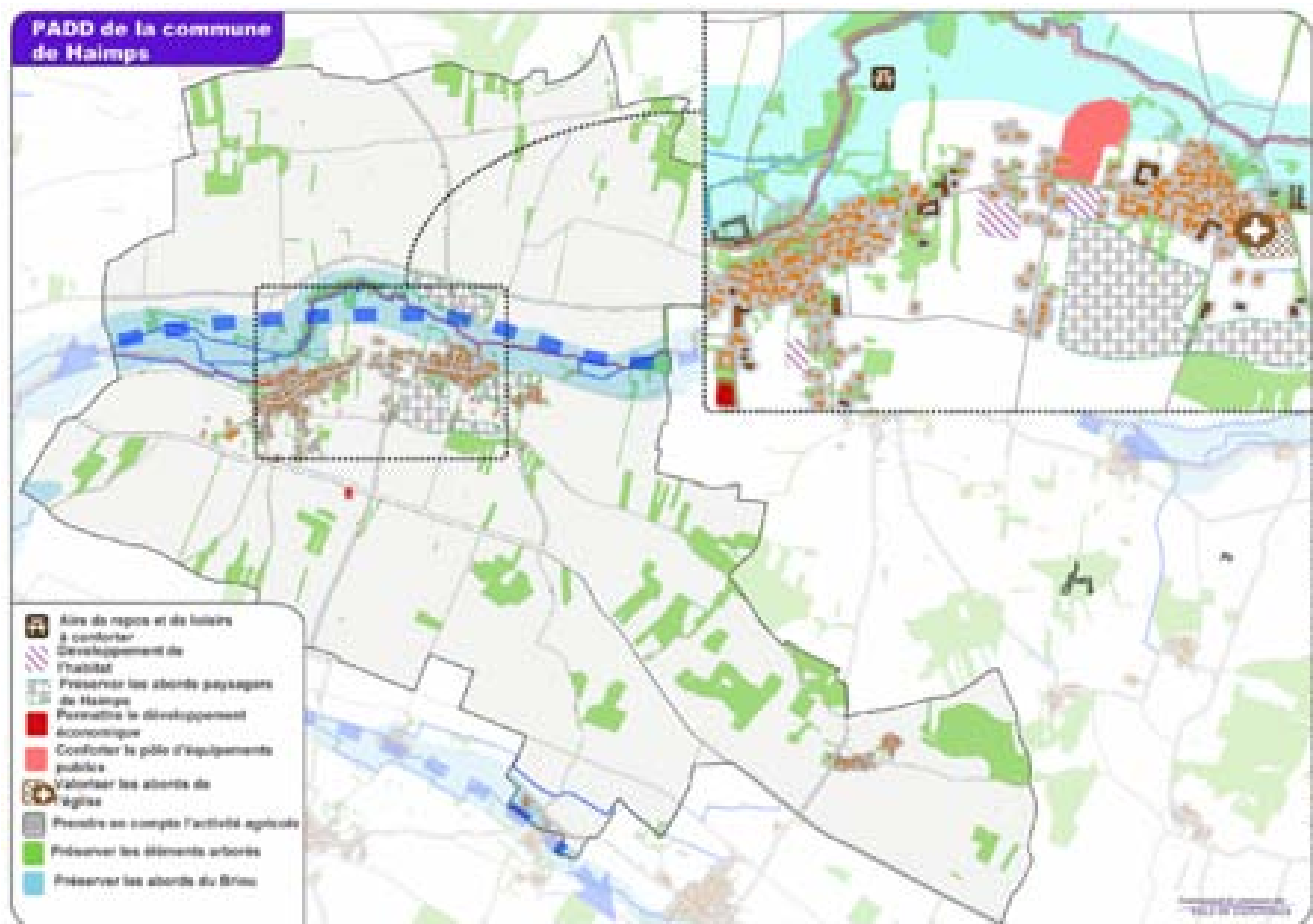 PADD de la commune
de Haimps
Aire de repos et de loisirs
à conforter
Développement de
l'habitat
Préserver les abords paysagers
de Haimps
Permettre le développement
économique
Conforter le pôle d'équipements
publics
Valoriser les abords de
l'église
Prendre en compte l'activité agricole
Préserver les éléments arborés
Préserver les abords du Briou